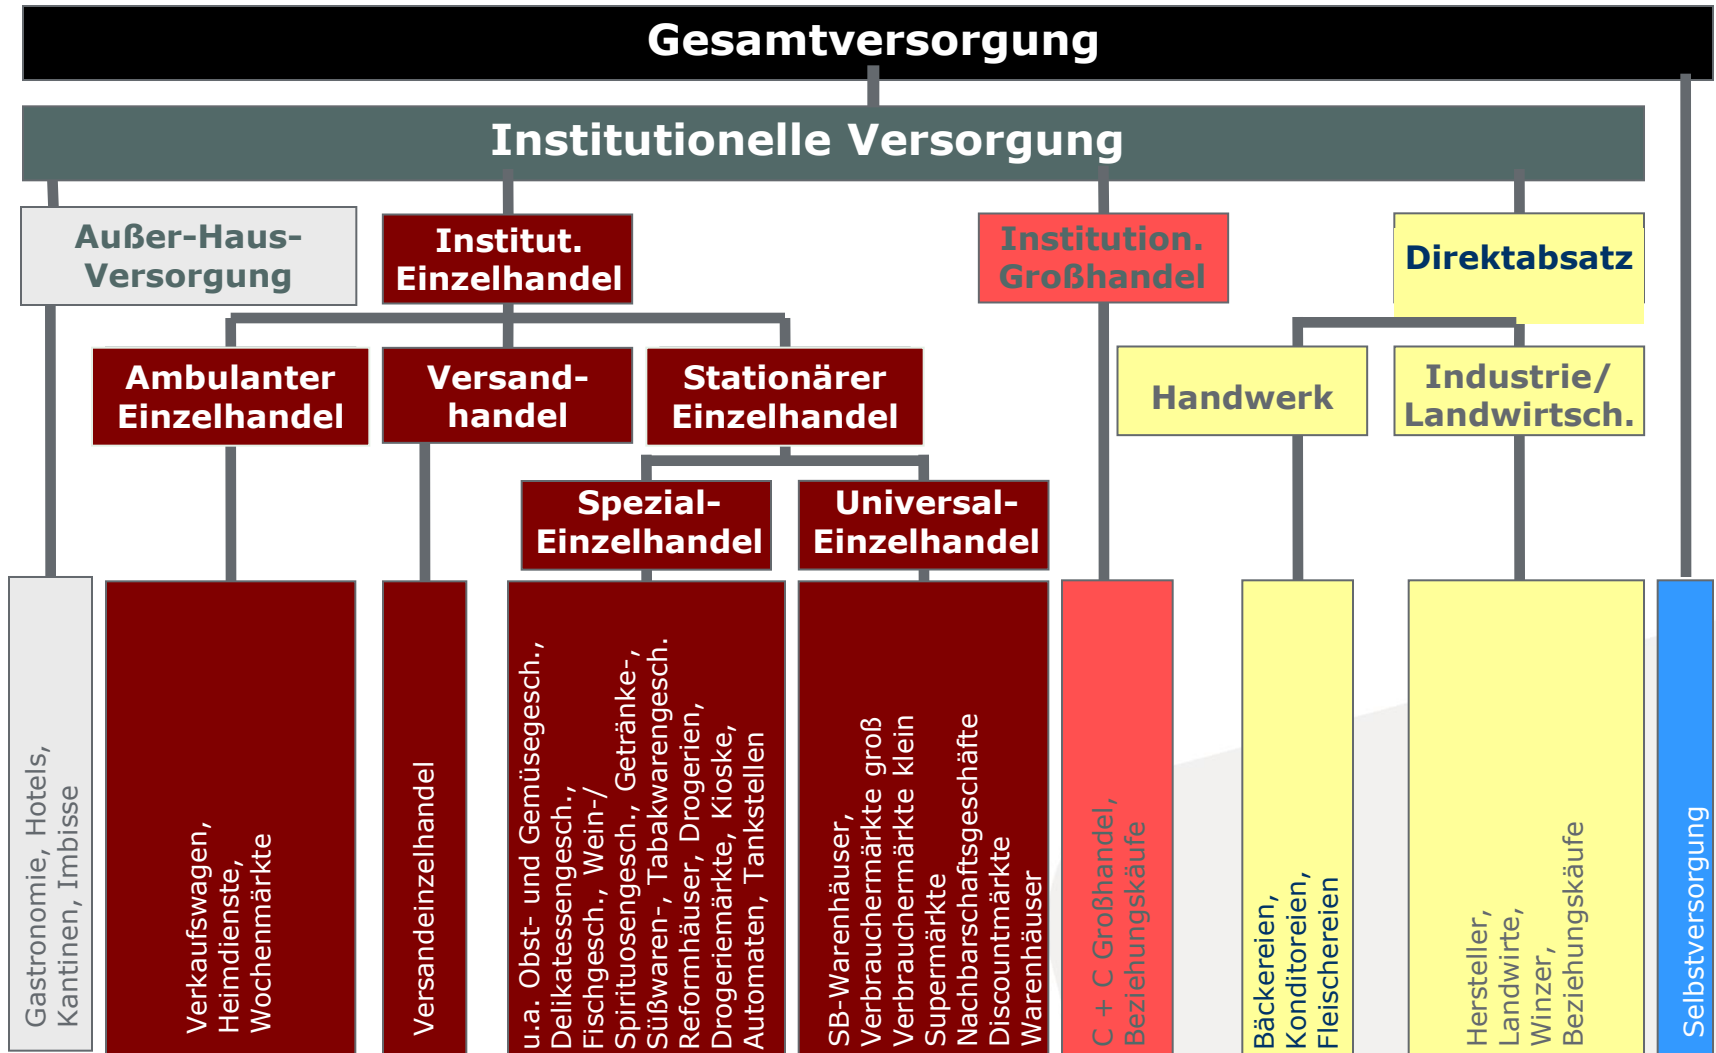 Gesamtversorgung
Institutionelle Versorgung
Außer-Haus-
Versorgung
Institut.
Einzelhandel
Institution.
Großhandel
Direktabsatz
Ambulanter
Einzelhandel
Versand-
handel
Stationärer
Einzelhandel
Handwerk
Industrie/
Landwirtsch.
Spezial-
Einzelhandel
Universal-
Einzelhandel
Gastronomie, Hotels,
Kantinen, Imbisse
Verkaufswagen,
Heimdienste,
Wochenmärkte
Versandeinzelhandel
u.a. Obst- und Gemüsegesch.,
Delikatessengesch.,
Fischgesch., Wein-/
Spirituosengesch., Getränke-,
Süßwaren-, Tabakwarengesch.
Reformhäuser, Drogerien,
Drogeriemärkte, Kioske,
Automaten, Tankstellen
SB-Warenhäuser,
Verbrauchermärkte groß
Verbrauchermärkte klein
Supermärkte
Nachbarschaftsgeschäfte
Discountmärkte
Warenhäuser
C + C Großhandel,
Beziehungskäufe
Bäckereien,
Konditoreien,
Fleischereien
Hersteller,
Landwirte,
Winzer,
Beziehungskäufe
Selbstversorgung